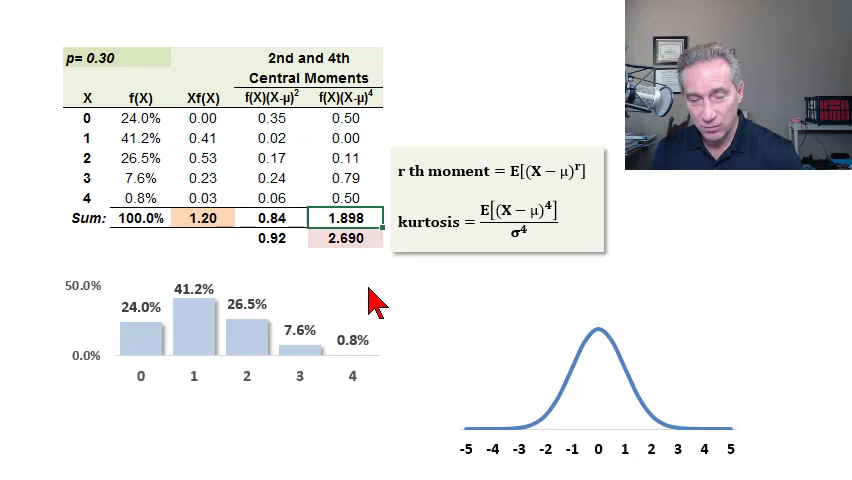 p= 0.30
2nd and 4th
Central Moments
X f(X) Xf(X) f(X)(X-μ)² f(X)(X-μ)⁴
0 24.0% 0.00 0.35 0.50
1 41.2% 0.41 0.02 0.00
2 26.5% 0.53 0.17 0.11
3 7.6% 0.23 0.24 0.79
4 0.8% 0.03 0.06 0.50
Sum: 100.0% 1.20 0.84 1.898
0.92 2.690
r th moment = E[(X − μ)ʳ]
kurtosis = E[(X − μ)⁴] / σ⁴
50.0%
0.0%
24.0% 41.2% 26.5% 7.6% 0.8%
0 1 2 3 4
-5 -4 -3 -2 -1 0 1 2 3 4 5